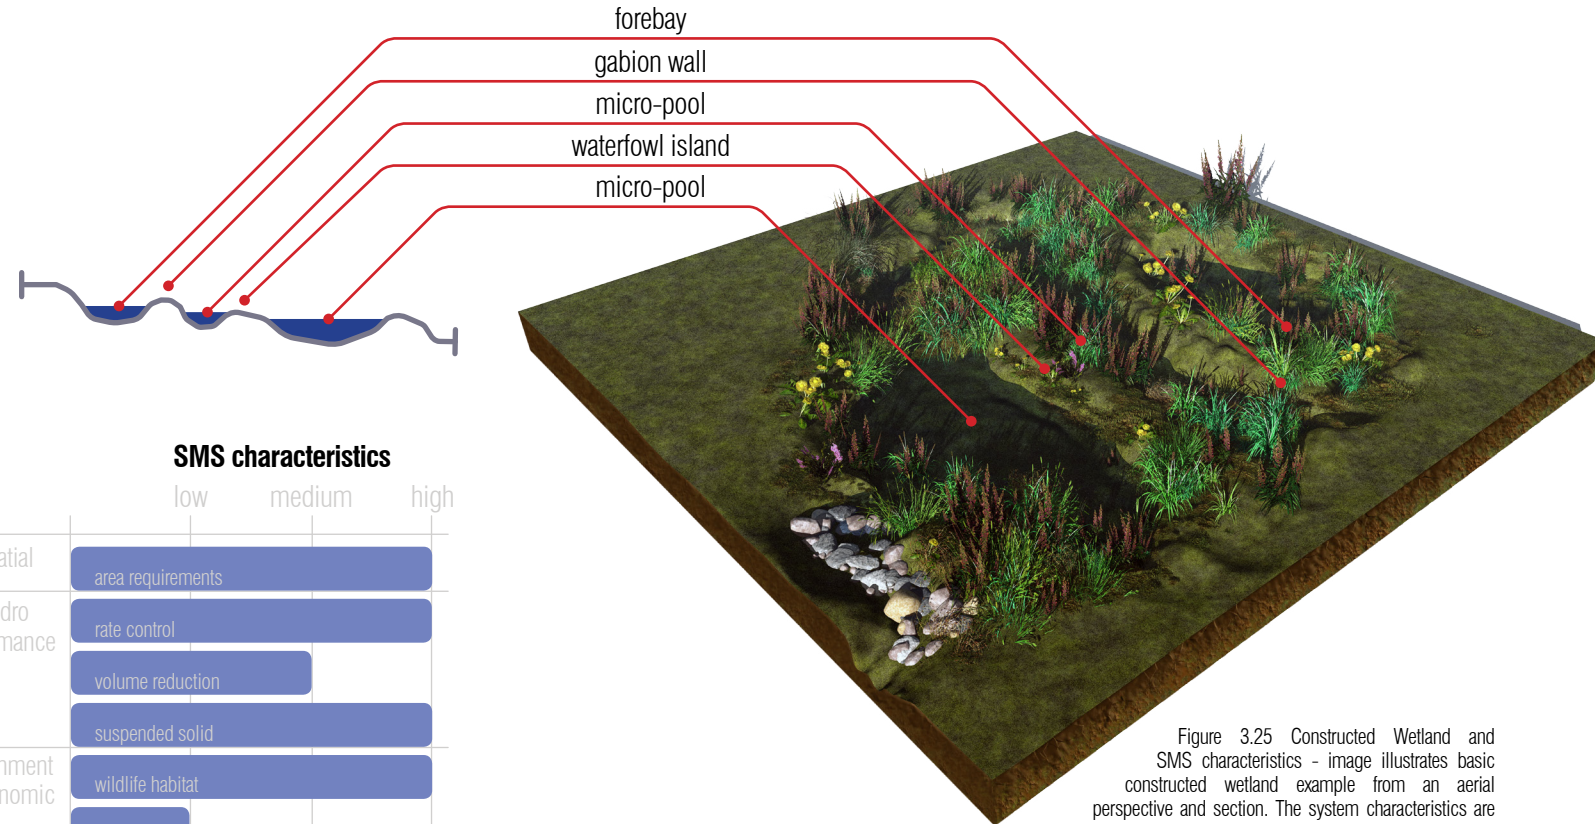 forebay
gabion wall
micro-pool
waterfowl island
micro-pool
SMS characteristics
low medium high
atial
area requirements
dro
mance
rate control
volume reduction
suspended solid
nment
nomic
wildlife habitat
Figure 3.25 Constructed Wetland and
SMS characteristics - image illustrates basic
constructed wetland example from an aerial
perspective and section. The system characteristics are